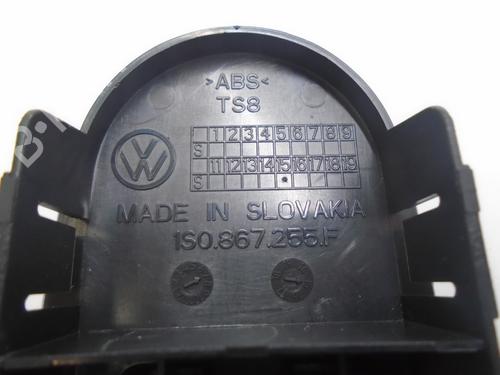 >ABS<
TS8
1 2 3 4 5 6 7 8 9
S
11 12 13 14 15 16 17 18 19
S
MADE IN SLOVAKIA
1S0.867.255.F